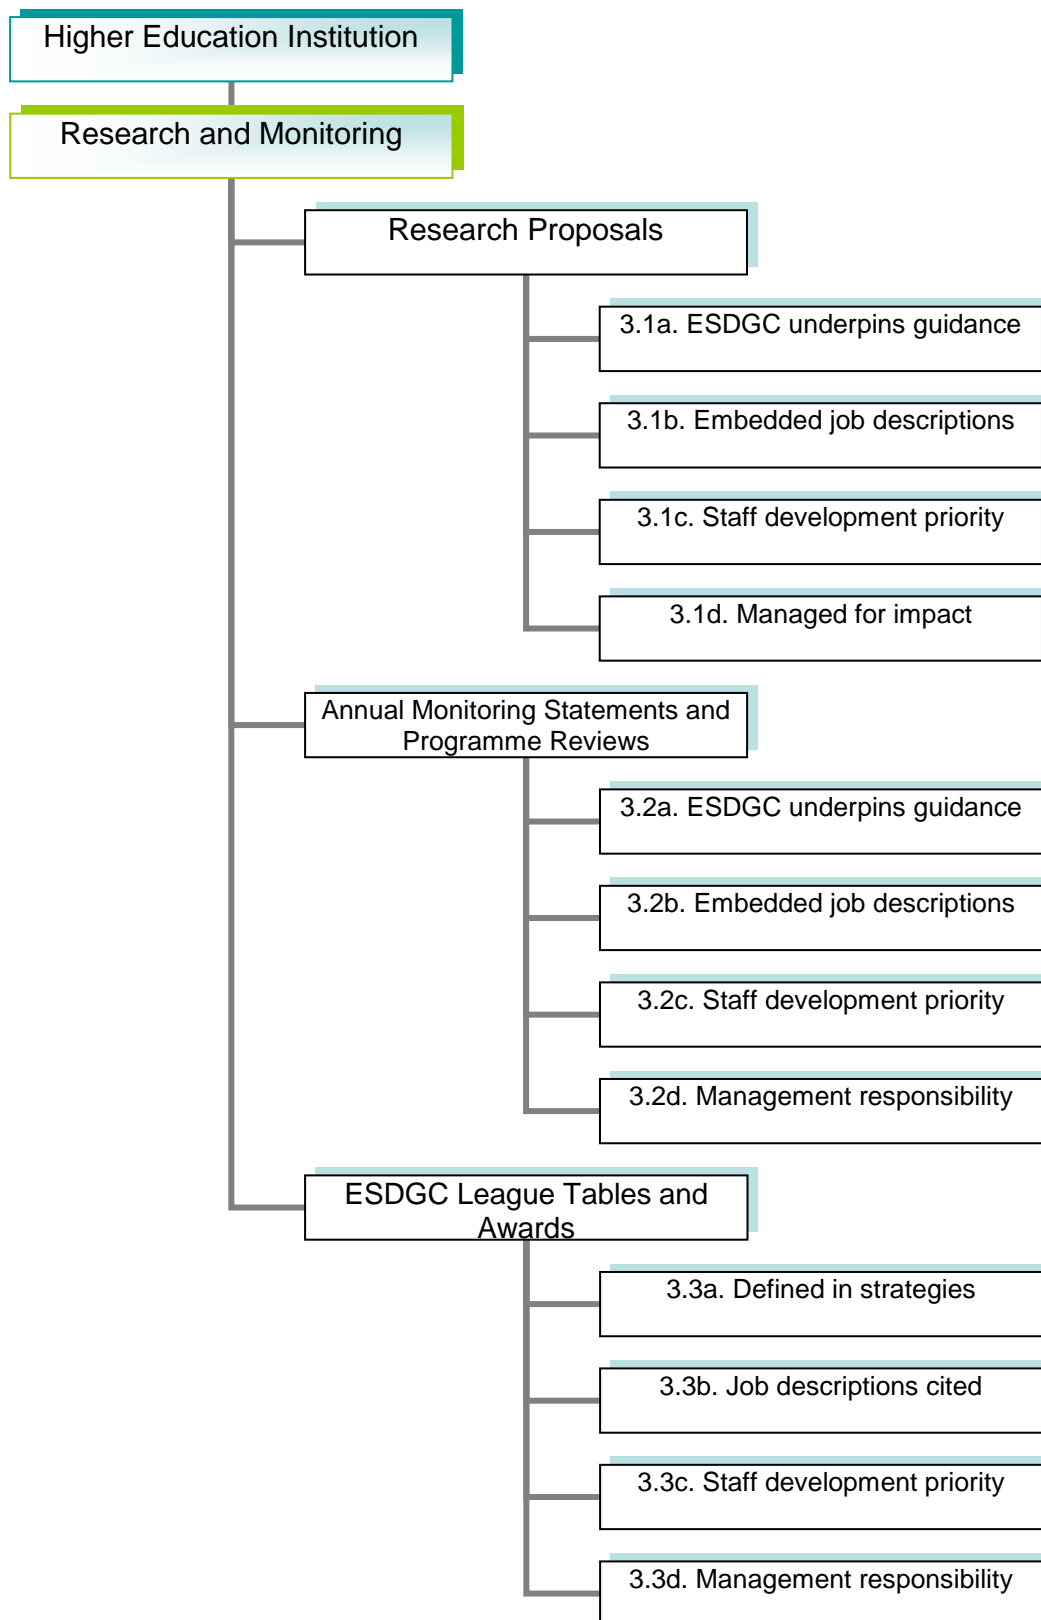 Higher Education Institution
Research and Monitoring
Research Proposals
3.1a. ESDGC underpins guidance
3.1b. Embedded job descriptions
3.1c. Staff development priority
3.1d. Managed for impact
Annual Monitoring Statements and
Programme Reviews
3.2a. ESDGC underpins guidance
3.2b. Embedded job descriptions
3.2c. Staff development priority
3.2d. Management responsibility
ESDGC League Tables and
Awards
3.3a. Defined in strategies
3.3b. Job descriptions cited
3.3c. Staff development priority
3.3d. Management responsibility